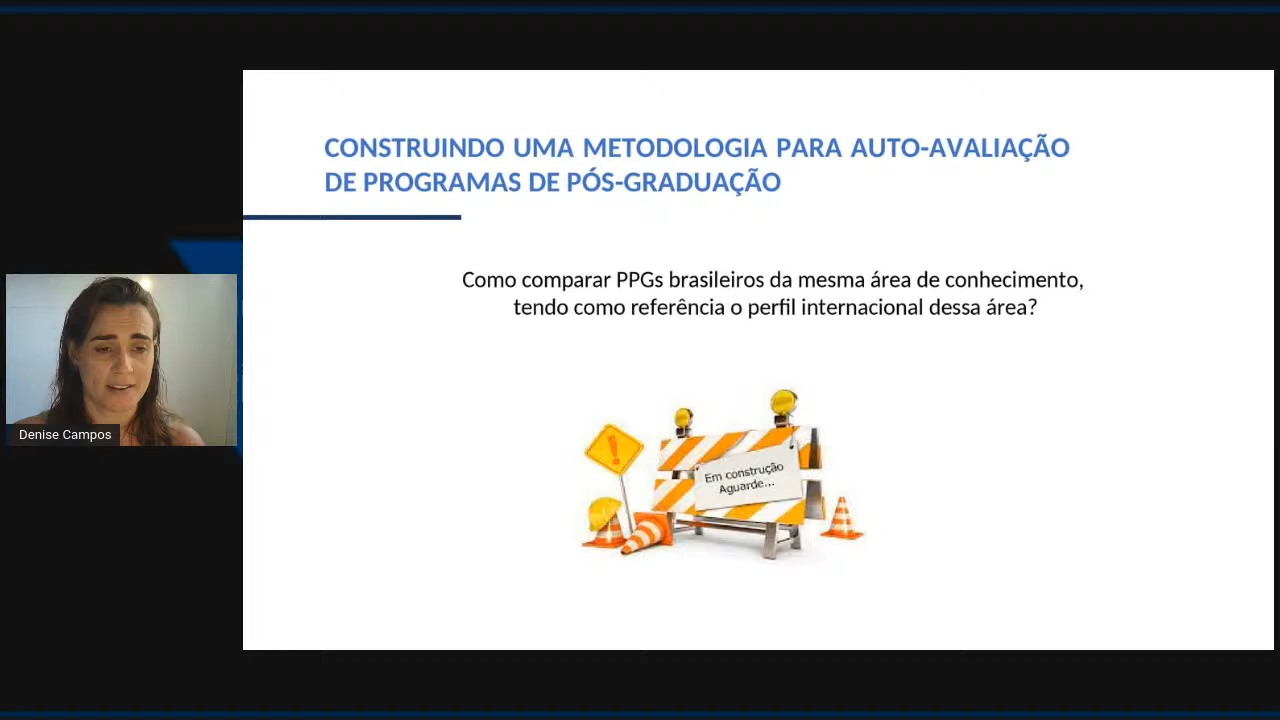 CONSTRUINDO UMA METODOLOGIA PARA AUTO-AVALIAÇÃO
DE PROGRAMAS DE PÓS-GRADUAÇÃO
Como comparar PPGs brasileiros da mesma área de conhecimento,
tendo como referência o perfil internacional dessa área?
Em construção
Aguarde...
Denise Campos